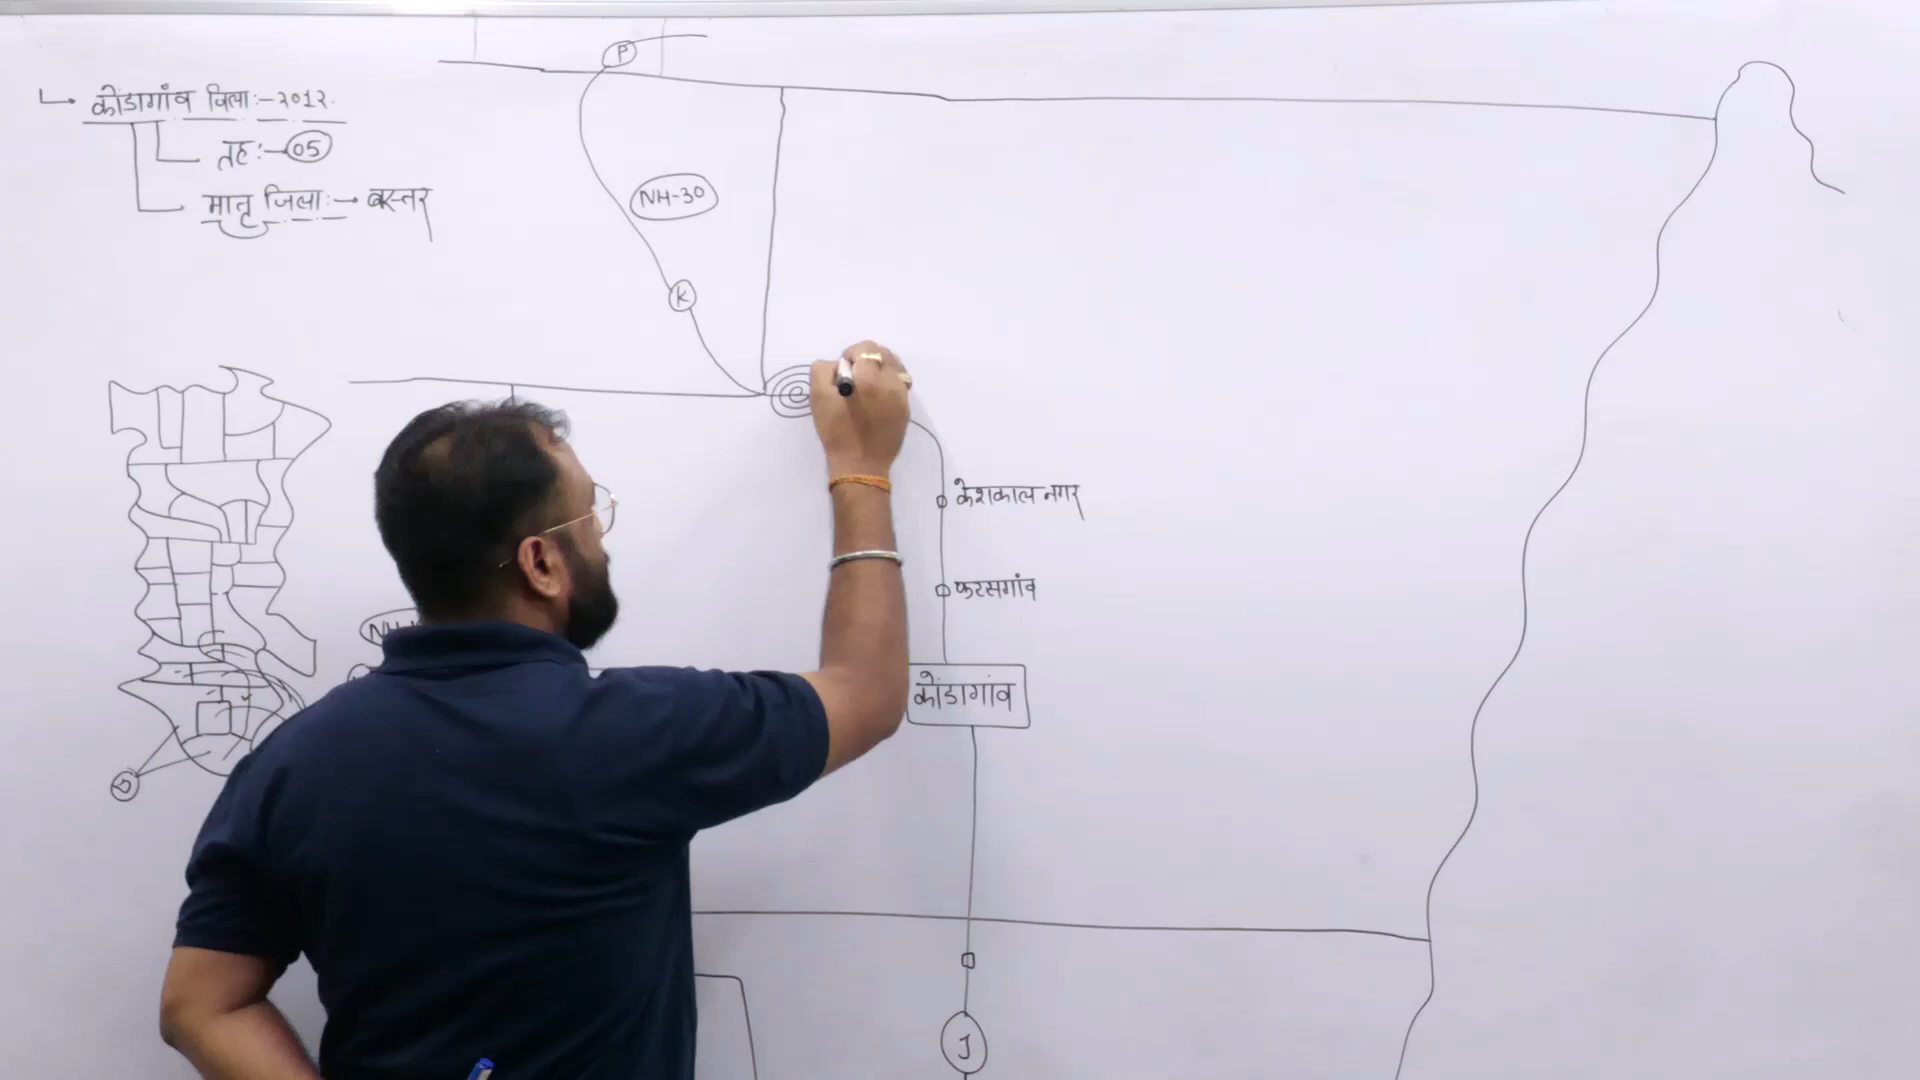 कोंडागांव जिला:-२०१२.
तह:-05
मातृ जिला:→ बस्तर
P
NH-30
K
केशकाल नगर
फरसगांव
कोंडागांव
D
J